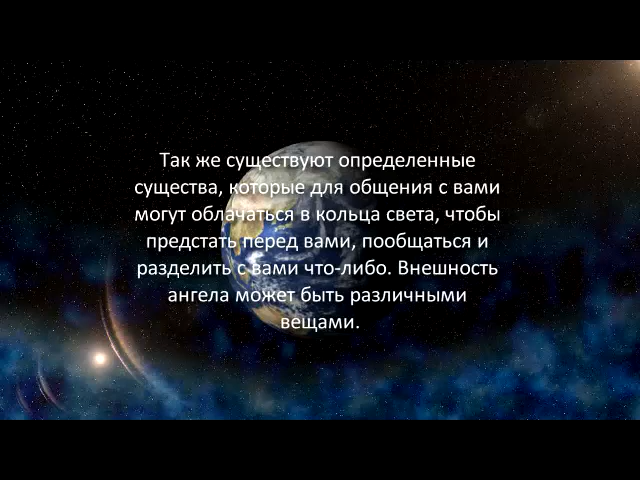 Так же существуют определенные
существа, которые для общения с вами
могут облачаться в кольца света, чтобы
предстать перед вами, пообщаться и
разделить с вами что-либо. Внешность
ангела может быть различными
вещами.